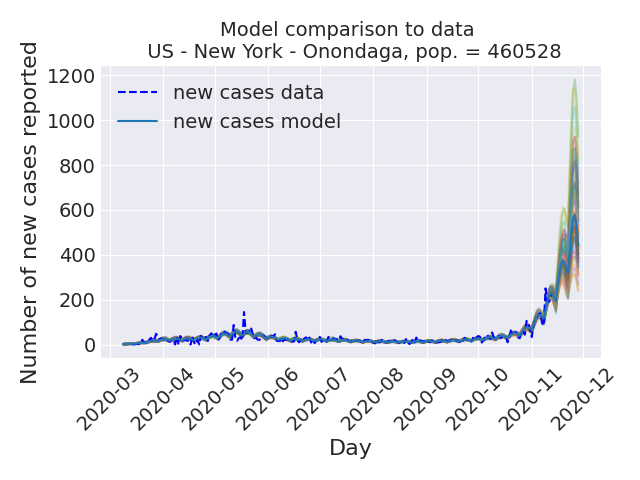 Model comparison to data
US - New York - Onondaga, pop. = 460528
Number of new cases reported
1200
1000
800
600
400
200
0
new cases data
new cases model
2020-03
2020-04
2020-05
2020-06
2020-07
2020-08
2020-09
2020-10
2020-11
2020-12
Day